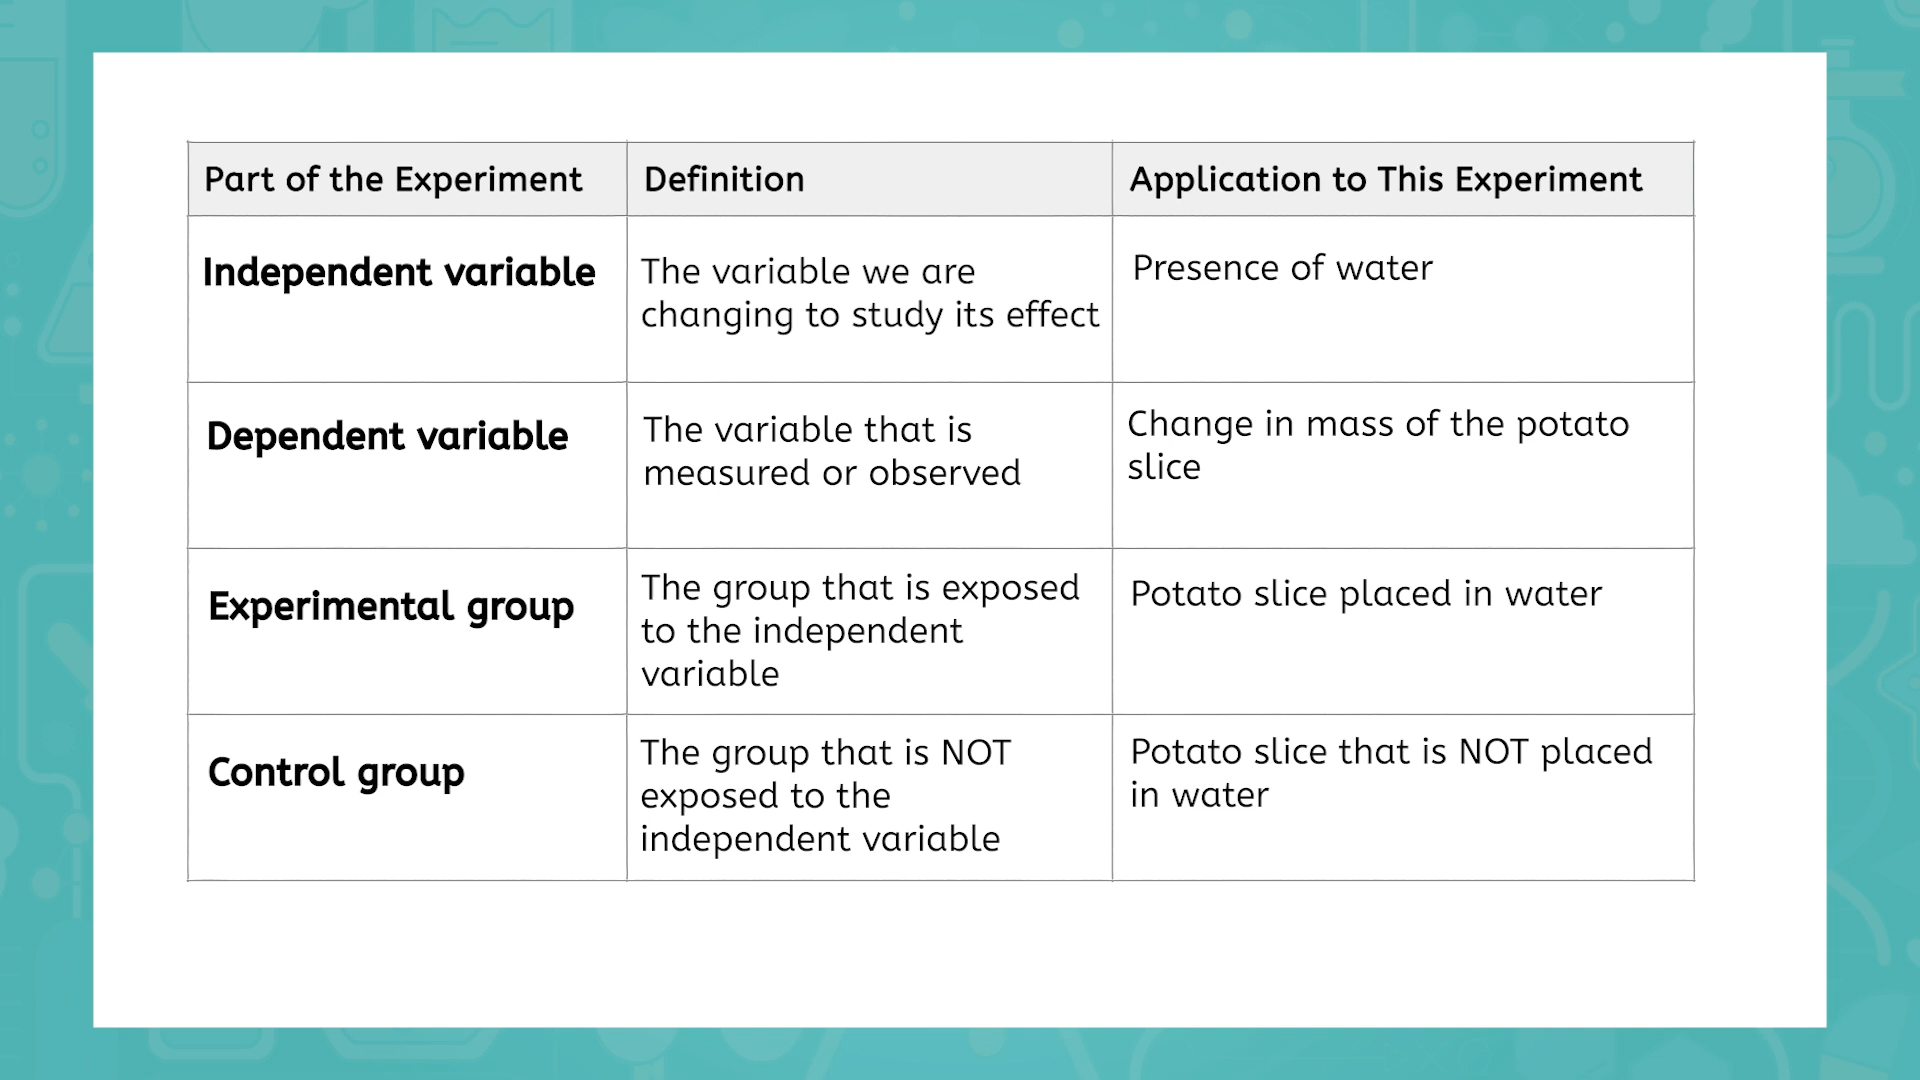 Part of the Experiment
Definition
Application to This Experiment
Independent variable
The variable we are
changing to study its effect
Presence of water
Dependent variable
The variable that is
measured or observed
Change in mass of the potato
slice
Experimental group
The group that is exposed
to the independent
variable
Potato slice placed in water
Control group
The group that is NOT
exposed to the
independent variable
Potato slice that is NOT placed
in water